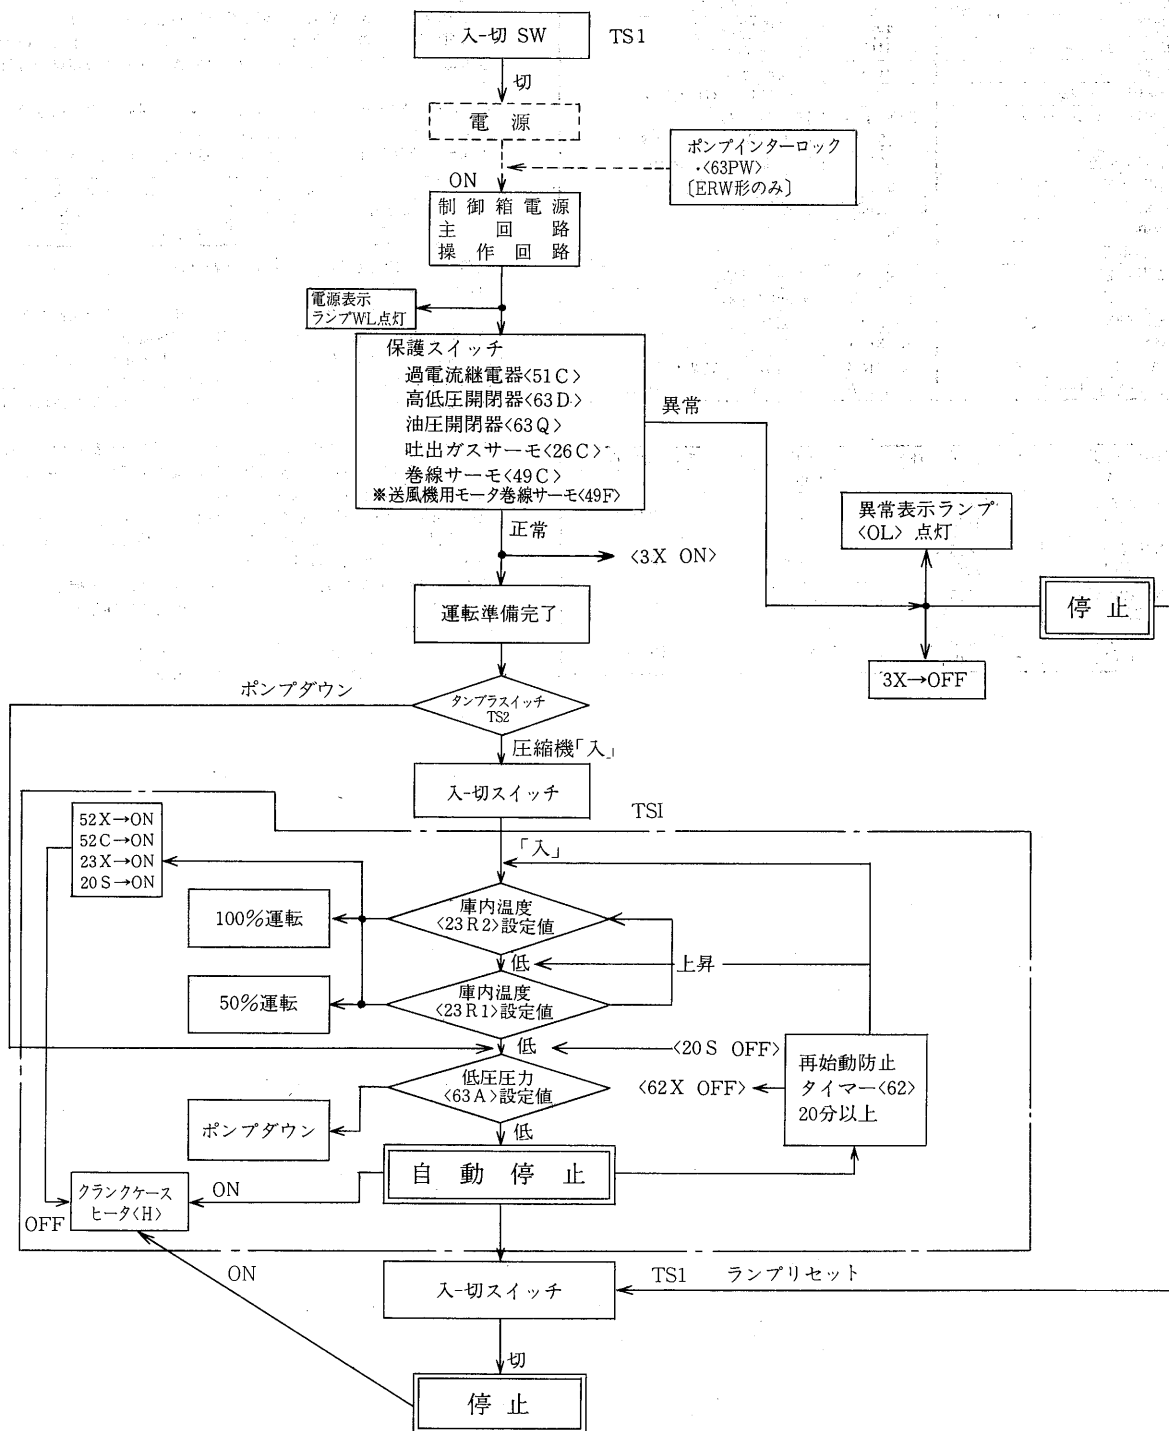 入-切 SW
TS1
切
電 源
ポンプインターロック
・<63PW>
〔ERW形のみ〕
ON
制御箱電源
主回路
操作回路
電源表示
ランプWL点灯
保護スイッチ
過電流継電器<51C>
高低圧開閉器<63D>
油圧開閉器<63Q>
吐出ガスサーモ<26C>
巻線サーモ<49C>
※送風機用モータ巻線サーモ<49F>
異常
正常
<3X ON>
異常表示ランプ
<OL> 点灯
停 止
3X→OFF
運転準備完了
ポンプダウン
タンブラスイッチ
TS2
圧縮機「入」
入-切スイッチ
TSI
52X→ON
52C→ON
23X→ON
20S→ON
「入」
100%運転
庫内温度
<23R2>設定値
低
上昇
50%運転
庫内温度
<23R1>設定値
低
<20S OFF>
再始動防止
タイマー<62>
20分以上
<62X OFF>
低圧圧力
<63A>設定値
ポンプダウン
低
自 動 停 止
ON
OFF
クランクケース
ヒータ<H>
ON
入-切スイッチ
TS1 ランプリセット
切
停 止